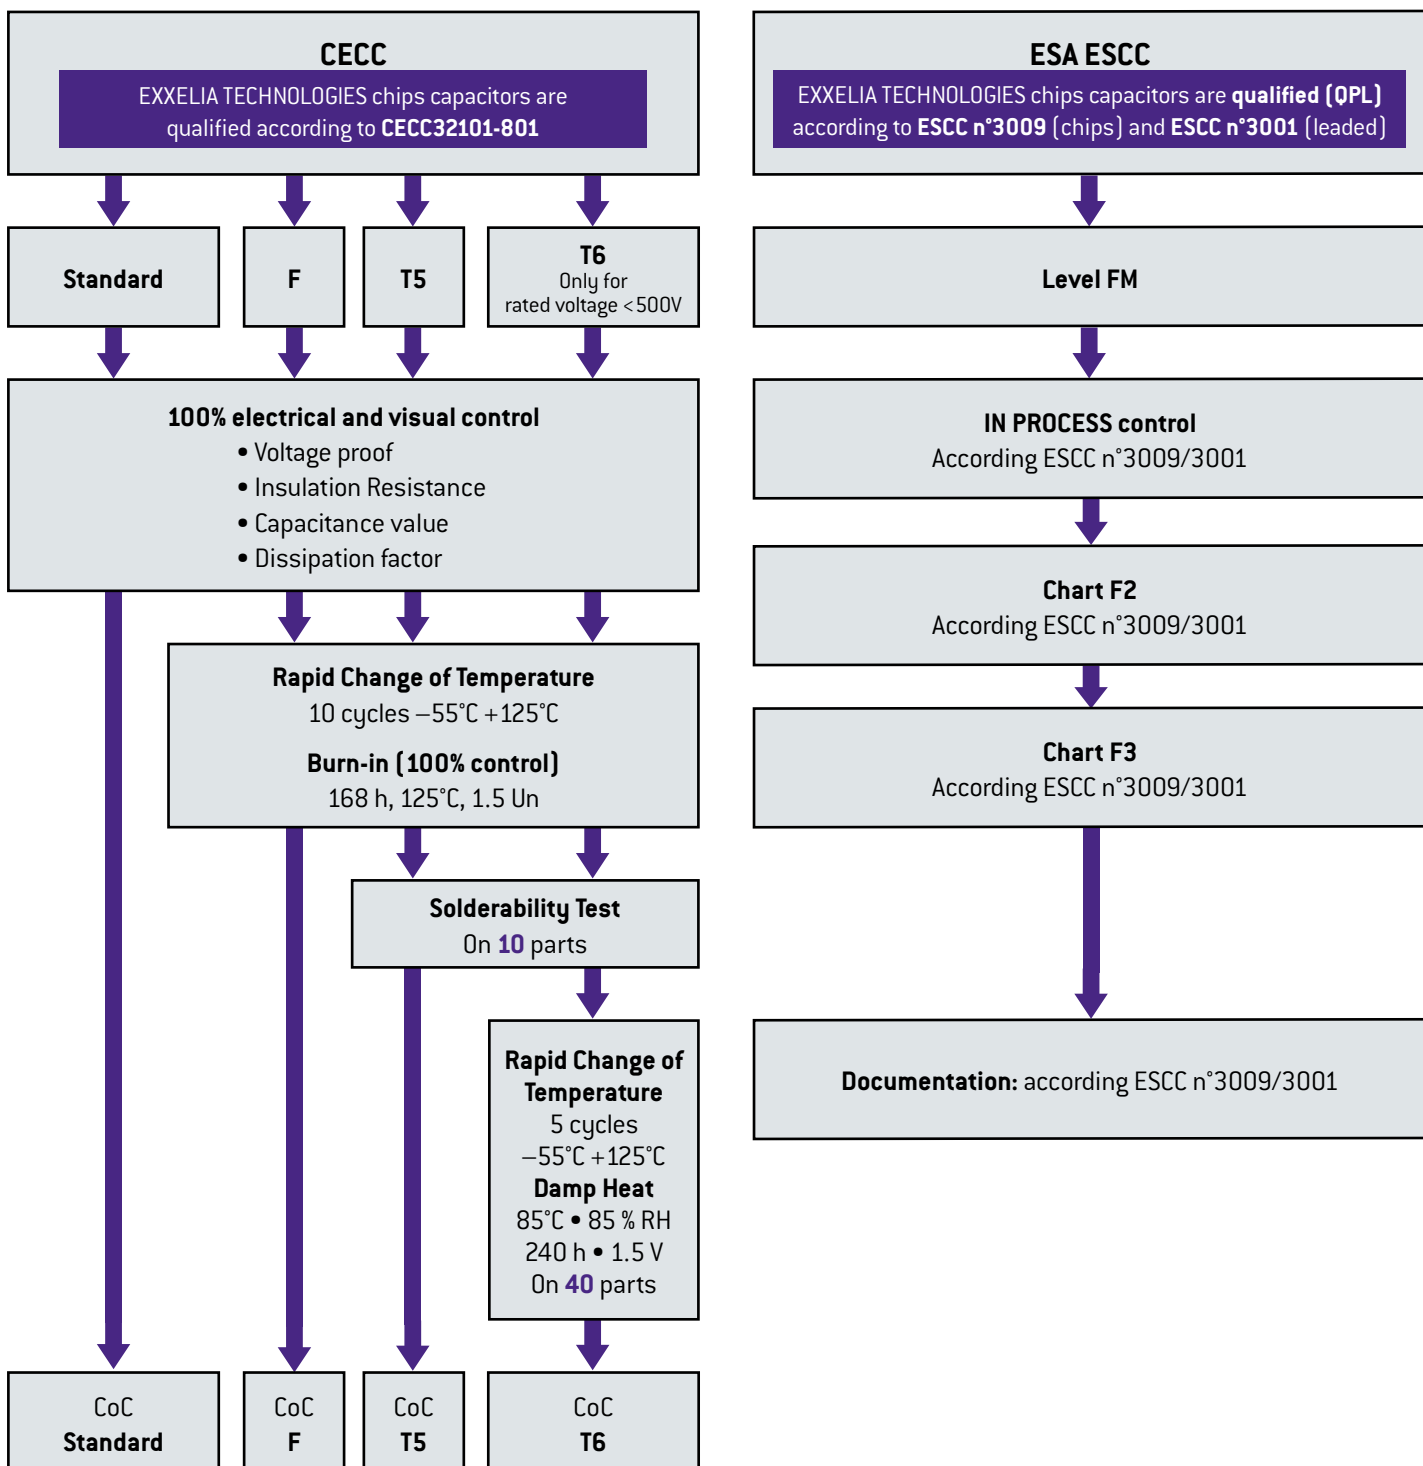 CECC
EXXELIA TECHNOLOGIES chips capacitors are
qualified according to CECC32101-801
Standard
F
T5
T6
Only for
rated voltage <500V
100% electrical and visual control
• Voltage proof
• Insulation Resistance
• Capacitance value
• Dissipation factor
Rapid Change of Temperature
10 cycles –55°C +125°C
Burn-in (100% control)
168 h, 125°C, 1.5 Un
Solderability Test
On 10 parts
Rapid Change of
Temperature
5 cycles
–55°C +125°C
Damp Heat
85°C • 85 % RH
240 h • 1.5 V
On 40 parts
CoC
Standard
CoC
F
CoC
T5
CoC
T6
ESA ESCC
EXXELIA TECHNOLOGIES chips capacitors are qualified (QPL)
according to ESCC n°3009 (chips) and ESCC n°3001 (leaded)
Level FM
IN PROCESS control
According ESCC n°3009/3001
Chart F2
According ESCC n°3009/3001
Chart F3
According ESCC n°3009/3001
Documentation: according ESCC n°3009/3001